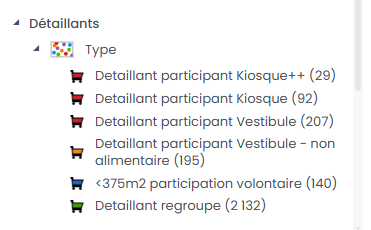 Détaillants
Type
Detaillant participant Kiosque++ (29)
Detaillant participant Kiosque (92)
Detaillant participant Vestibule (207)
Detaillant participant Vestibule - non
alimentaire (195)
<375m2 participation volontaire (140)
Detaillant regroupe (2 132)